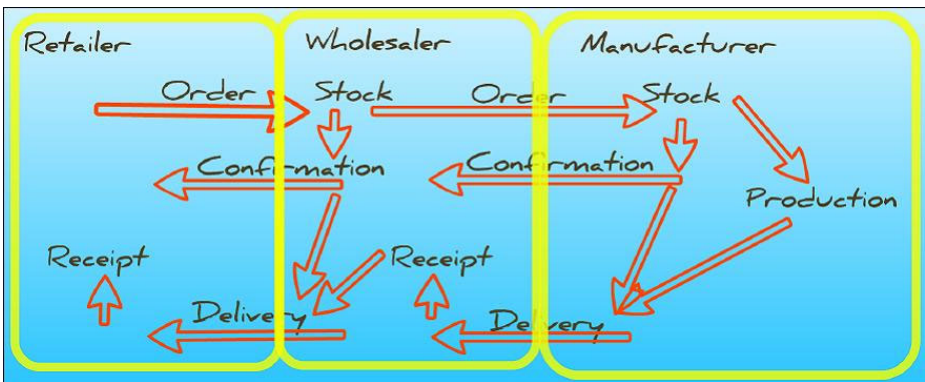 Retailer
Wholesaler
Manufacturer
Order
Stock
Order
Stock
Confirmation
Confirmation
Production
Receipt
Receipt
Delivery
Delivery